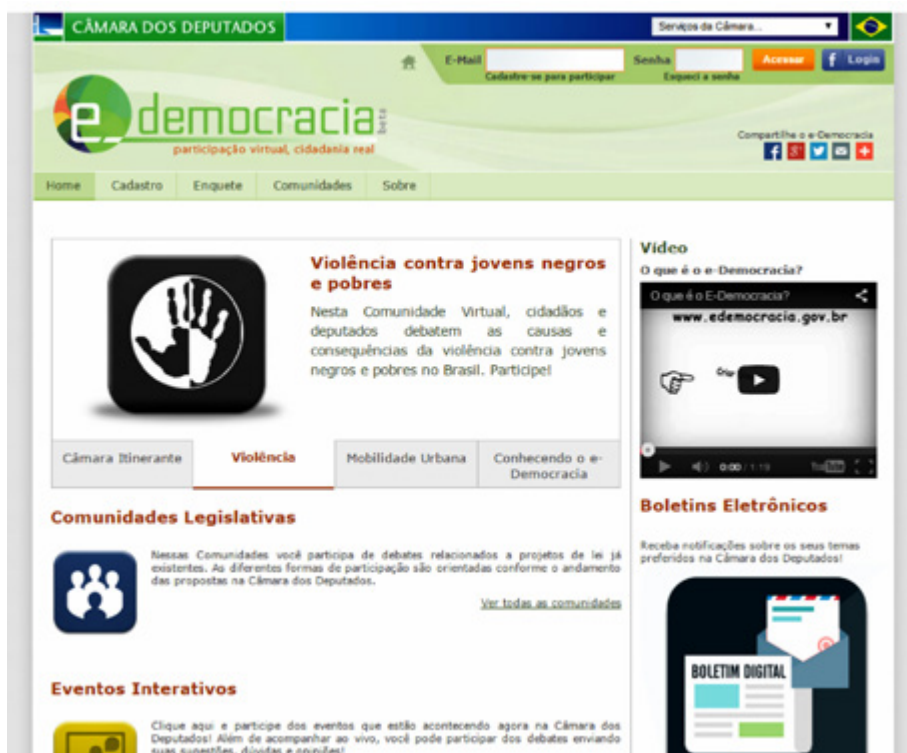 CÂMARA DOS DEPUTADOS
Serviços da Câmara...
E-Mail
Senha
Acessar
f Login
Cadastre-se para participar
Esqueci a senha
e-democracia beta
participação virtual, cidadania real
Compartilhe o e-Democracia
Home Cadastro Enquete Comunidades Sobre
Violência contra jovens negros
e pobres
Nesta Comunidade Virtual, cidadãos e
deputados debatem as causas e
consequências da violência contra jovens
negros e pobres no Brasil. Participe!
Câmara Itinerante
Violência
Mobilidade Urbana
Conhecendo o e-
Democracia
Comunidades Legislativas
Nessas Comunidades você participa de debates relacionados a projetos de lei já
existentes. As diferentes formas de participação são orientadas conforme o andamento
das propostas na Câmara dos Deputados.
Ver todas as comunidades
Eventos Interativos
Clique aqui e participe dos eventos que estão acontecendo agora na Câmara dos
Deputados! Além de acompanhar ao vivo, você pode participar dos debates enviando
suas sugestões, dúvidas e opiniões!
Vídeo
O que é o e-Democracia?
O que é o E-Democracia?
www.edemocracia.gov.br
0:00 / 1:19
YouTube
Boletins Eletrônicos
Receba notificações sobre os seus temas
preferidos na Câmara dos Deputados!
BOLETIM DIGITAL